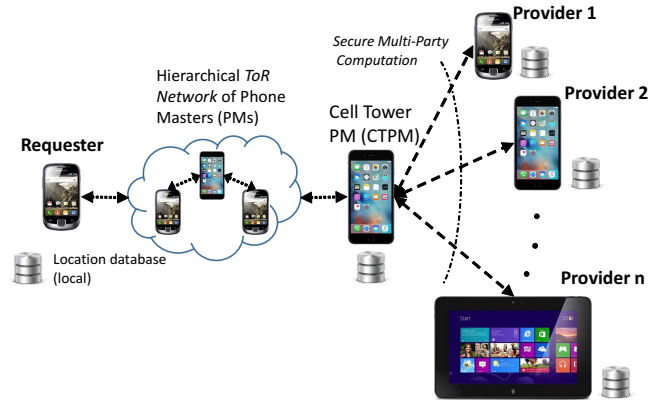 Provider 1
Secure Multi-Party
Computation
Hierarchical ToR
Network of Phone
Masters (PMs)
Provider 2
Cell Tower
PM (CTPM)
Requester
Location database
(local)
Provider n
Start